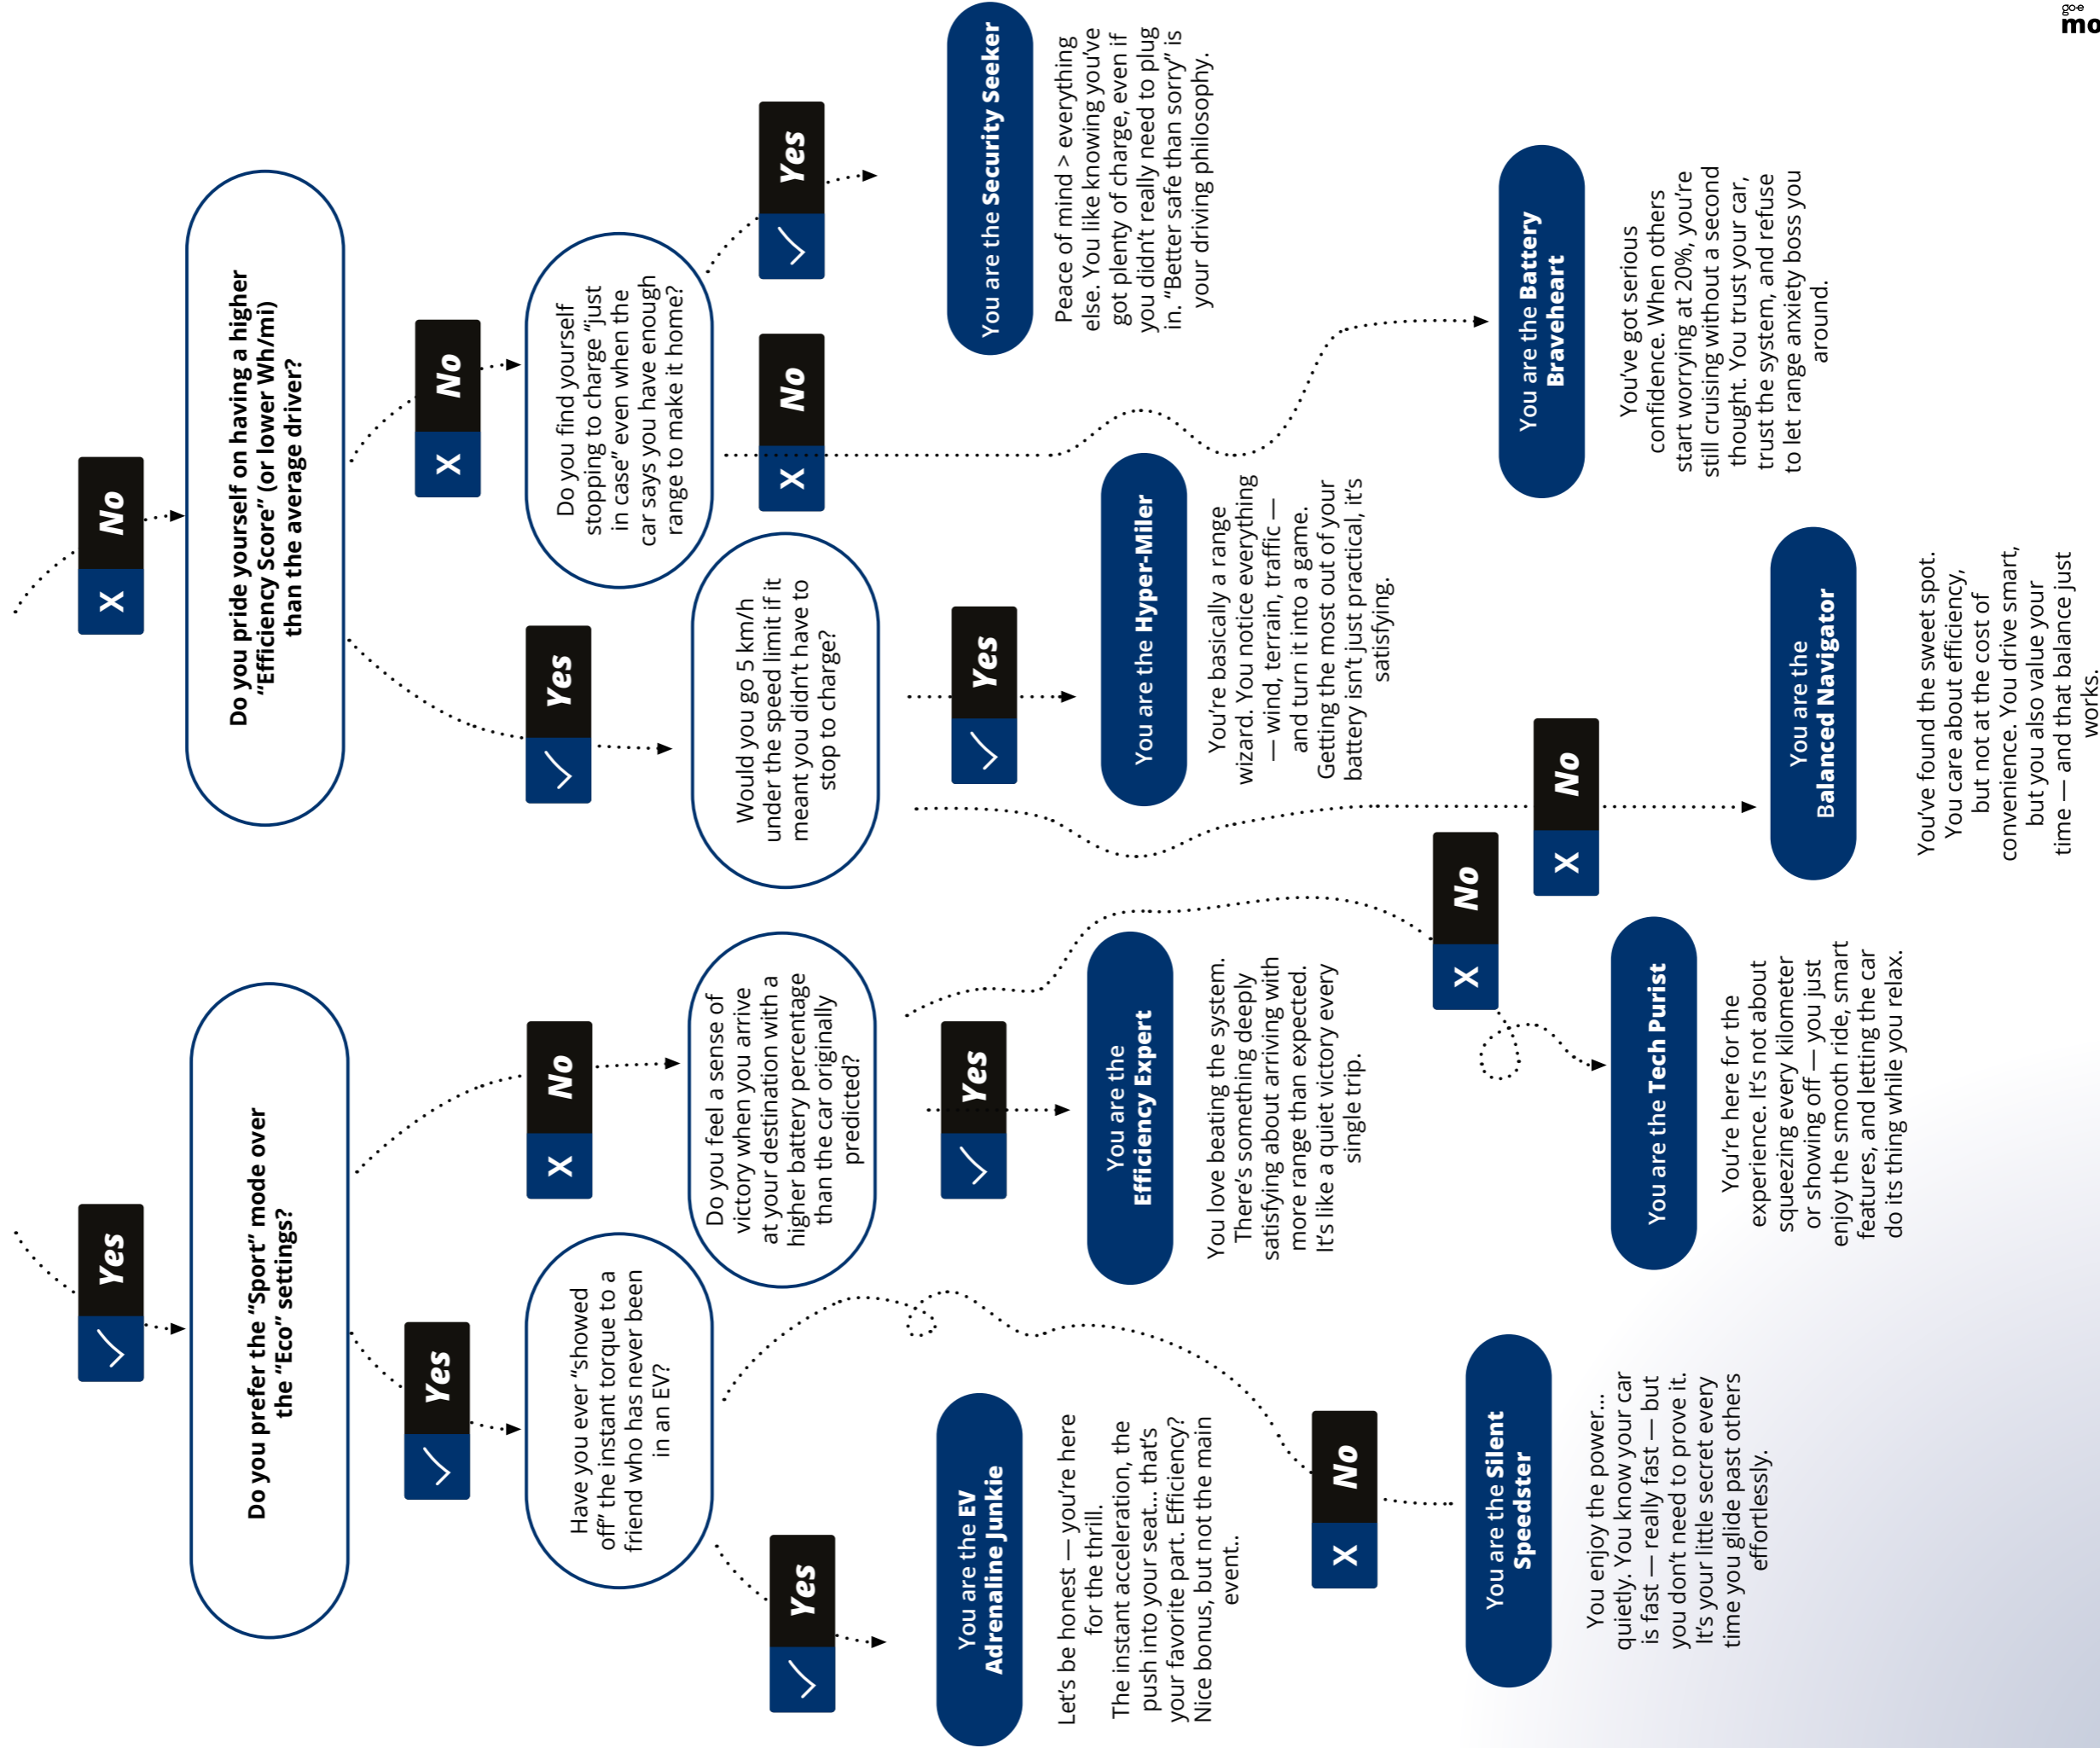 Yes
No
Do you prefer the “Sport” mode over
the “Eco” settings?
Do you pride yourself on having a higher
“Efficiency Score” (or lower Wh/mi)
than the average driver?
Yes
No
Yes
No
Have you ever “showed
off” the instant torque to a
friend who has never been
in an EV?
Do you feel a sense of
victory when you arrive
at your destination with a
higher battery percentage
than the car originally
predicted?
Would you go 5 km/h
under the speed limit if it
meant you didn’t have to
stop to charge?
Do you find yourself
stopping to charge “just
in case” even when the
car says you have enough
range to make it home?
Yes
Yes
Yes
No
Yes
You are the EV
Adrenaline Junkie
Let’s be honest — you’re here
for the thrill.
The instant acceleration, the
push into your seat... that’s
your favorite part. Efficiency?
Nice bonus, but not the main
event..
You are the
Efficiency Expert
You love beating the system.
There’s something deeply
satisfying about arriving with
more range than expected.
It’s like a quiet victory every
single trip.
You are the Hyper-Miler
You’re basically a range
wizard. You notice everything
— wind, terrain, traffic —
and turn it into a game.
Getting the most out of your
battery isn’t just practical, it’s
satisfying.
You are the Security Seeker
Peace of mind > everything
else. You like knowing you’ve
got plenty of charge, even if
you didn’t really need to plug
in. “Better safe than sorry” is
your driving philosophy.
No
No
No
You are the Silent
Speedster
You enjoy the power...
quietly. You know your car
is fast — really fast — but
you don’t need to prove it.
It’s your little secret every
time you glide past others
effortlessly.
You are the Tech Purist
You’re here for the
experience. It’s not about
squeezing every kilometer
or showing off — you just
enjoy the smooth ride, smart
features, and letting the car
do its thing while you relax.
You are the
Balanced Navigator
You’ve found the sweet spot.
You care about efficiency,
but not at the cost of
convenience. You drive smart,
but you also value your
time — and that balance just
works.
You are the Battery
Braveheart
You’ve got serious
confidence. When others
start worrying at 20%, you’re
still cruising without a second
thought. You trust your car,
trust the system, and refuse
to let range anxiety boss you
around.